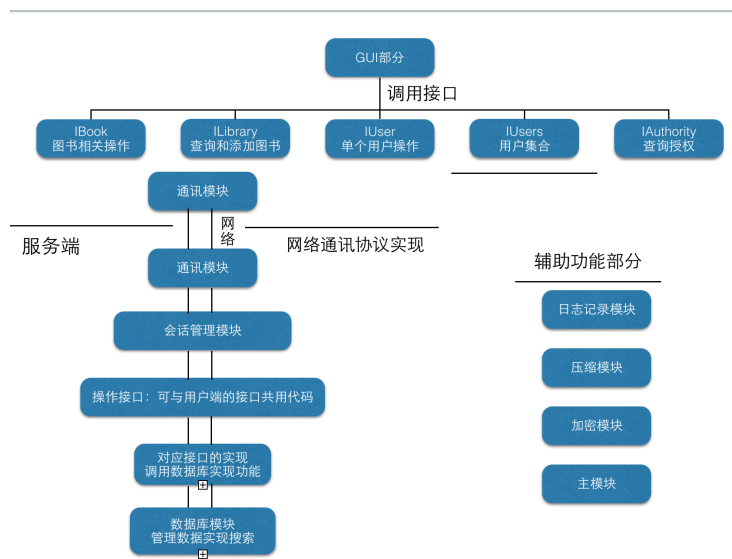 GUI部分
调用接口
IBook
图书相关操作
ILibrary
查询和添加图书
IUser
单个用户操作
IUsers
用户集合
IAuthority
查询授权
通讯模块
网
络
服务端
网络通讯协议实现
通讯模块
会话管理模块
操作接口：可与用户端的接口共用代码
对应接口的实现
调用数据库实现功能
数据库模块
管理数据实现搜索
辅助功能部分
日志记录模块
压缩模块
加密模块
主模块